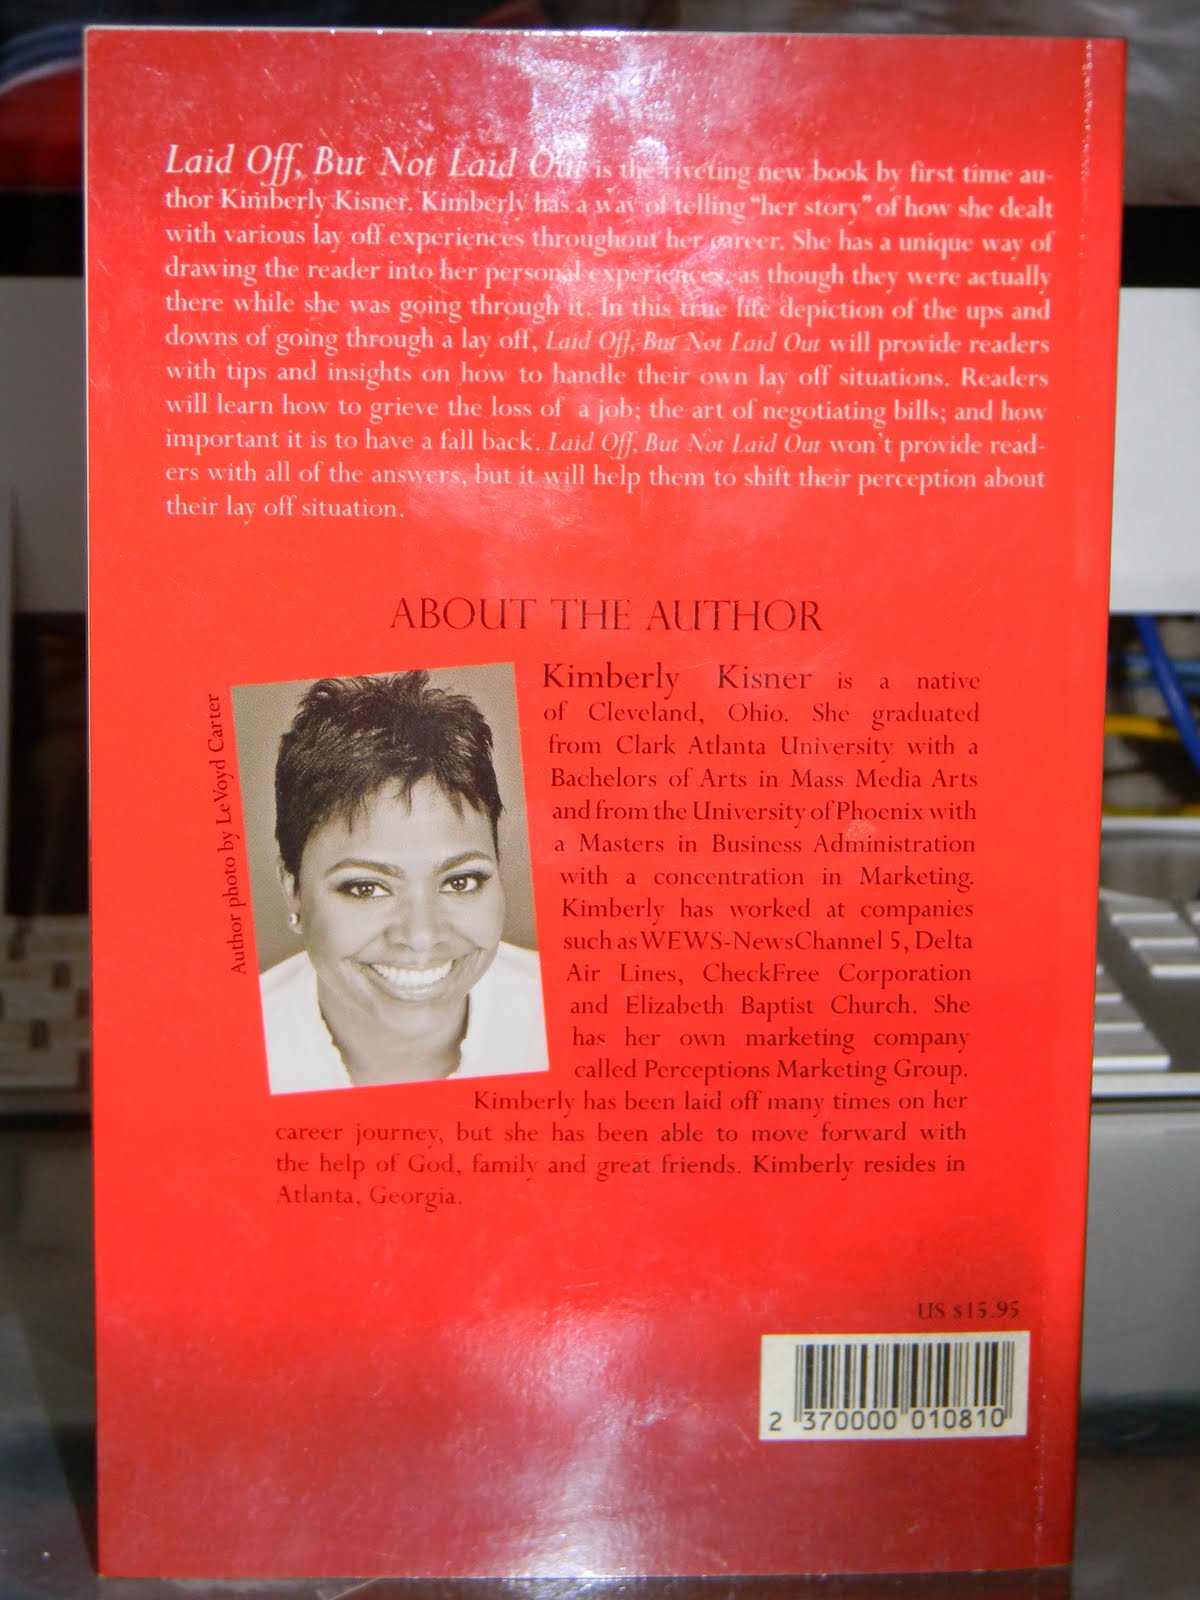 Laid Off, But Not Laid Out is the riveting new book by first time au-
thor Kimberly Kisner. Kimberly has a way of telling "her story" of how she dealt
with various lay off experiences throughout her career. She has a unique way of
drawing the reader into her personal experiences, as though they were actually
there while she was going through it. In this true life depiction of the ups and
downs of going through a lay off, Laid Off, But Not Laid Out will provide readers
with tips and insights on how to handle their own lay off situations. Readers
will learn how to grieve the loss of a job; the art of negotiating bills; and how
important it is to have a fall back. Laid Off, But Not Laid Out won't provide read-
ers with all of the answers, but it will help them to shift their perception about
their lay off situation.
ABOUT THE AUTHOR
Author photo by LeVoyd Carter
Kimberly Kisner is a native
of Cleveland, Ohio. She graduated
from Clark Atlanta University with a
Bachelors of Arts in Mass Media Arts
and from the University of Phoenix with
a Masters in Business Administration
with a concentration in Marketing.
Kimberly has worked at companies
such as WEWS-NewsChannel 5, Delta
Air Lines, CheckFree Corporation
and Elizabeth Baptist Church. She
has her own marketing company
called Perceptions Marketing Group.
Kimberly has been laid off many times on her
career journey, but she has been able to move forward with
the help of God, family and great friends. Kimberly resides in
Atlanta, Georgia.
US $15.95
2 370000 010810